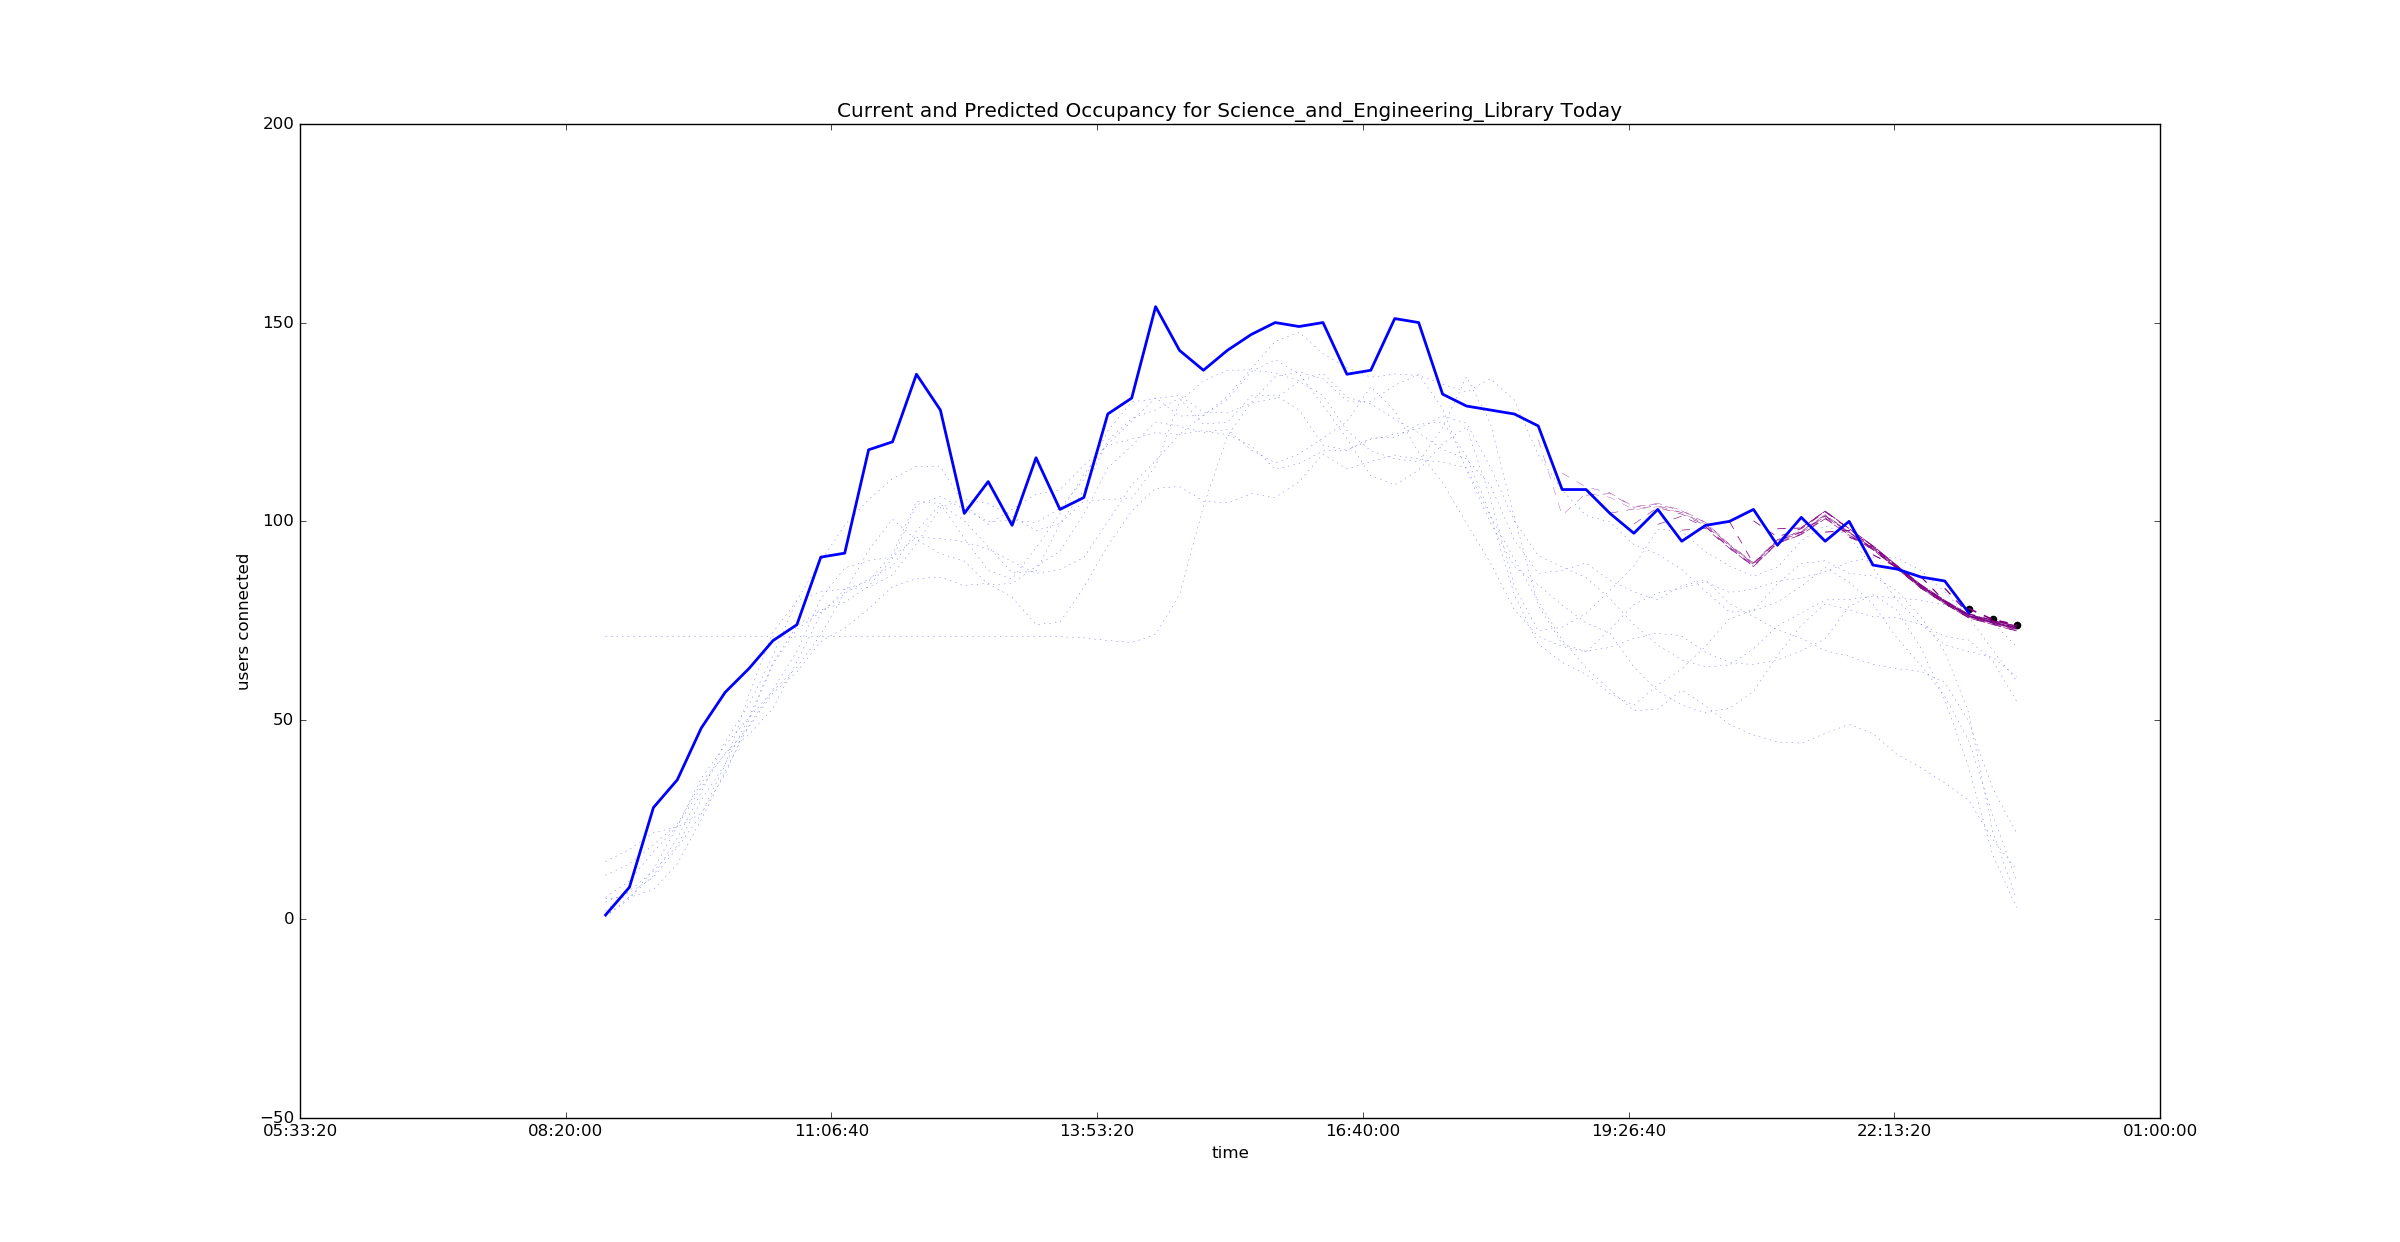 Current and Predicted Occupancy for Science_and_Engineering_Library Today
200
150
100
50
0
−50
users connected
05:33:20 08:20:00 11:06:40 13:53:20 16:40:00 19:26:40 22:13:20 01:00:00
time